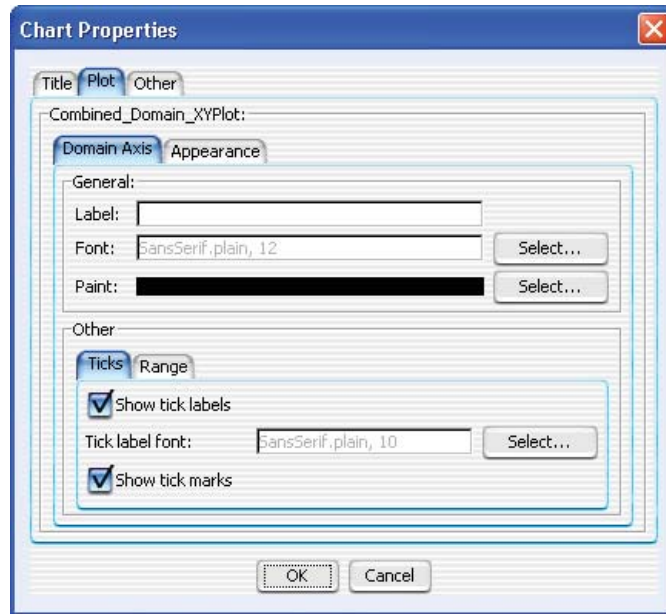 Chart Properties
Title Plot Other
Combined_Domain_XYPlot:
Domain Axis Appearance
General:
Label:
Font: SansSerif.plain, 12 Select...
Paint: Select...
Other
Ticks Range
Show tick labels
Tick label font: SansSerif.plain, 10 Select...
Show tick marks
OK Cancel